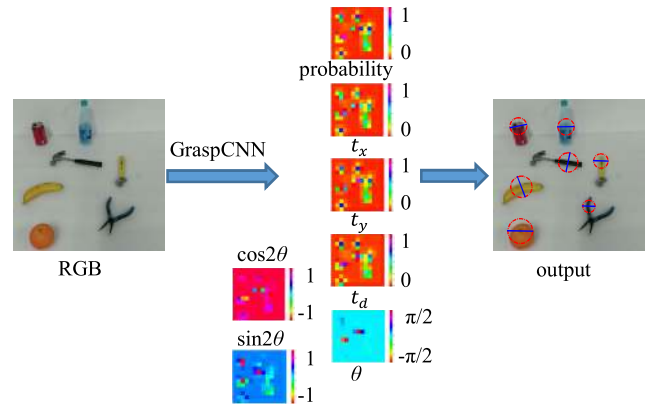 1
0
probability
1
0
t_x
GraspCNN
1
0
t_y
RGB
output
cos2θ
1
0
t_d
1
-1
sin2θ
π/2
-π/2
θ
1
-1